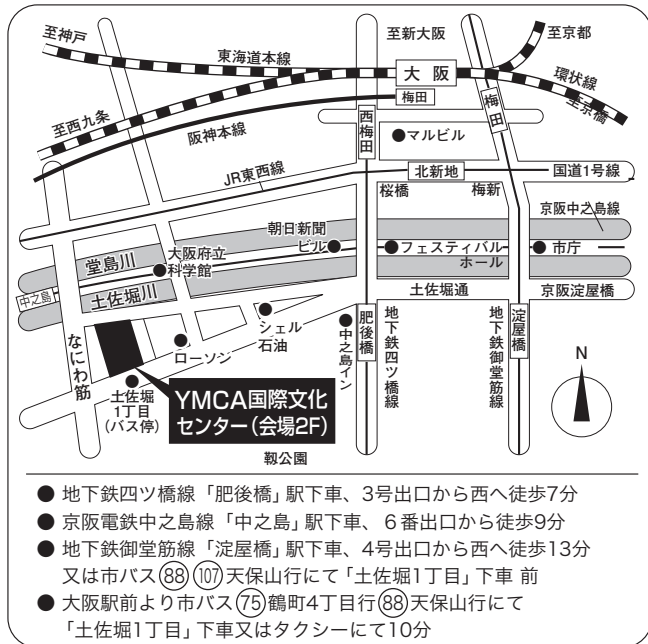 至神戸
東海道本線
至新大阪
至京都
大阪
環状線
梅田
至京橋
至西九条
阪神本線
西梅田
梅田
マルビル
JR東西線
北新地
国道1号線
桜橋
梅新
京阪中之島線
朝日新聞
ビル
フェスティバル
ホール
市庁
堂島川
大阪府立
科学館
中之島
土佐堀川
土佐堀通
京阪淀屋橋
なにわ筋
ローソン
シェル
石油
中之島イン
肥後橋
地下鉄四ツ橋線
地下鉄御堂筋線
淀屋橋
N
土佐堀
1丁目
(バス停)
YMCA国際文化
センター(会場2F)
靱公園
● 地下鉄四ツ橋線「肥後橋」駅下車、3号出口から西へ徒歩7分
● 京阪電鉄中之島線「中之島」駅下車、6番出口から徒歩9分
● 地下鉄御堂筋線「淀屋橋」駅下車、4号出口から西へ徒歩13分
又は市バス(88)(107)天保山行にて「土佐堀1丁目」下車 前
● 大阪駅前より市バス(75)鶴町4丁目行(88)天保山行にて
「土佐堀1丁目」下車又はタクシーにて10分